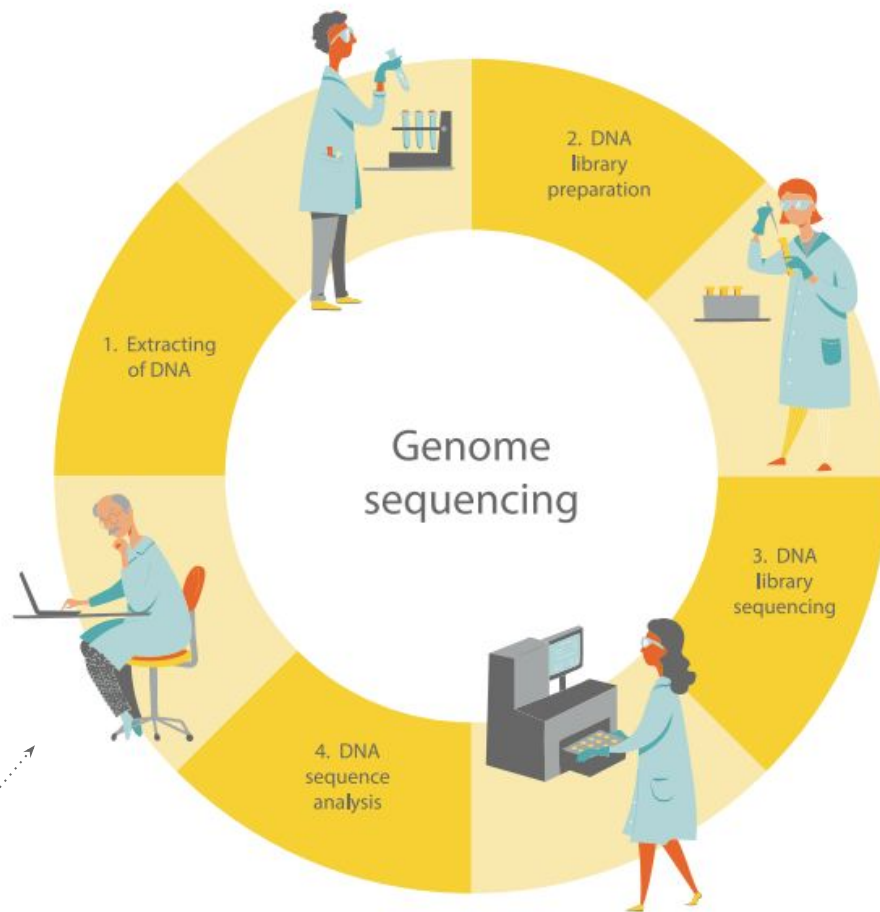 1. Extracting
of DNA
2. DNA
library
preparation
Genome
sequencing
3. DNA
library
sequencing
4. DNA
sequence
analysis